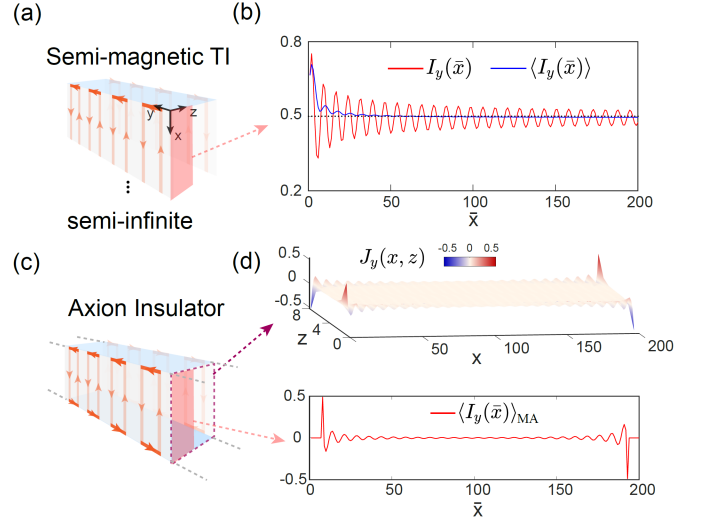 (a)
Semi-magnetic TI
y
z
x
⋮
semi-infinite
(b)
0.8
0.5
0.2
I_y(x̄)
⟨I_y(x̄)⟩
0 50 100 150 200
x̄
(c)
Axion Insulator
(d)
0.5
0
-0.5
8
4
0
z
J_y(x, z)
-0.5 0 0.5
50 100 150 200
x
0.5
0
-0.5
⟨I_y(x̄)⟩_MA
0 50 100 150 200
x̄